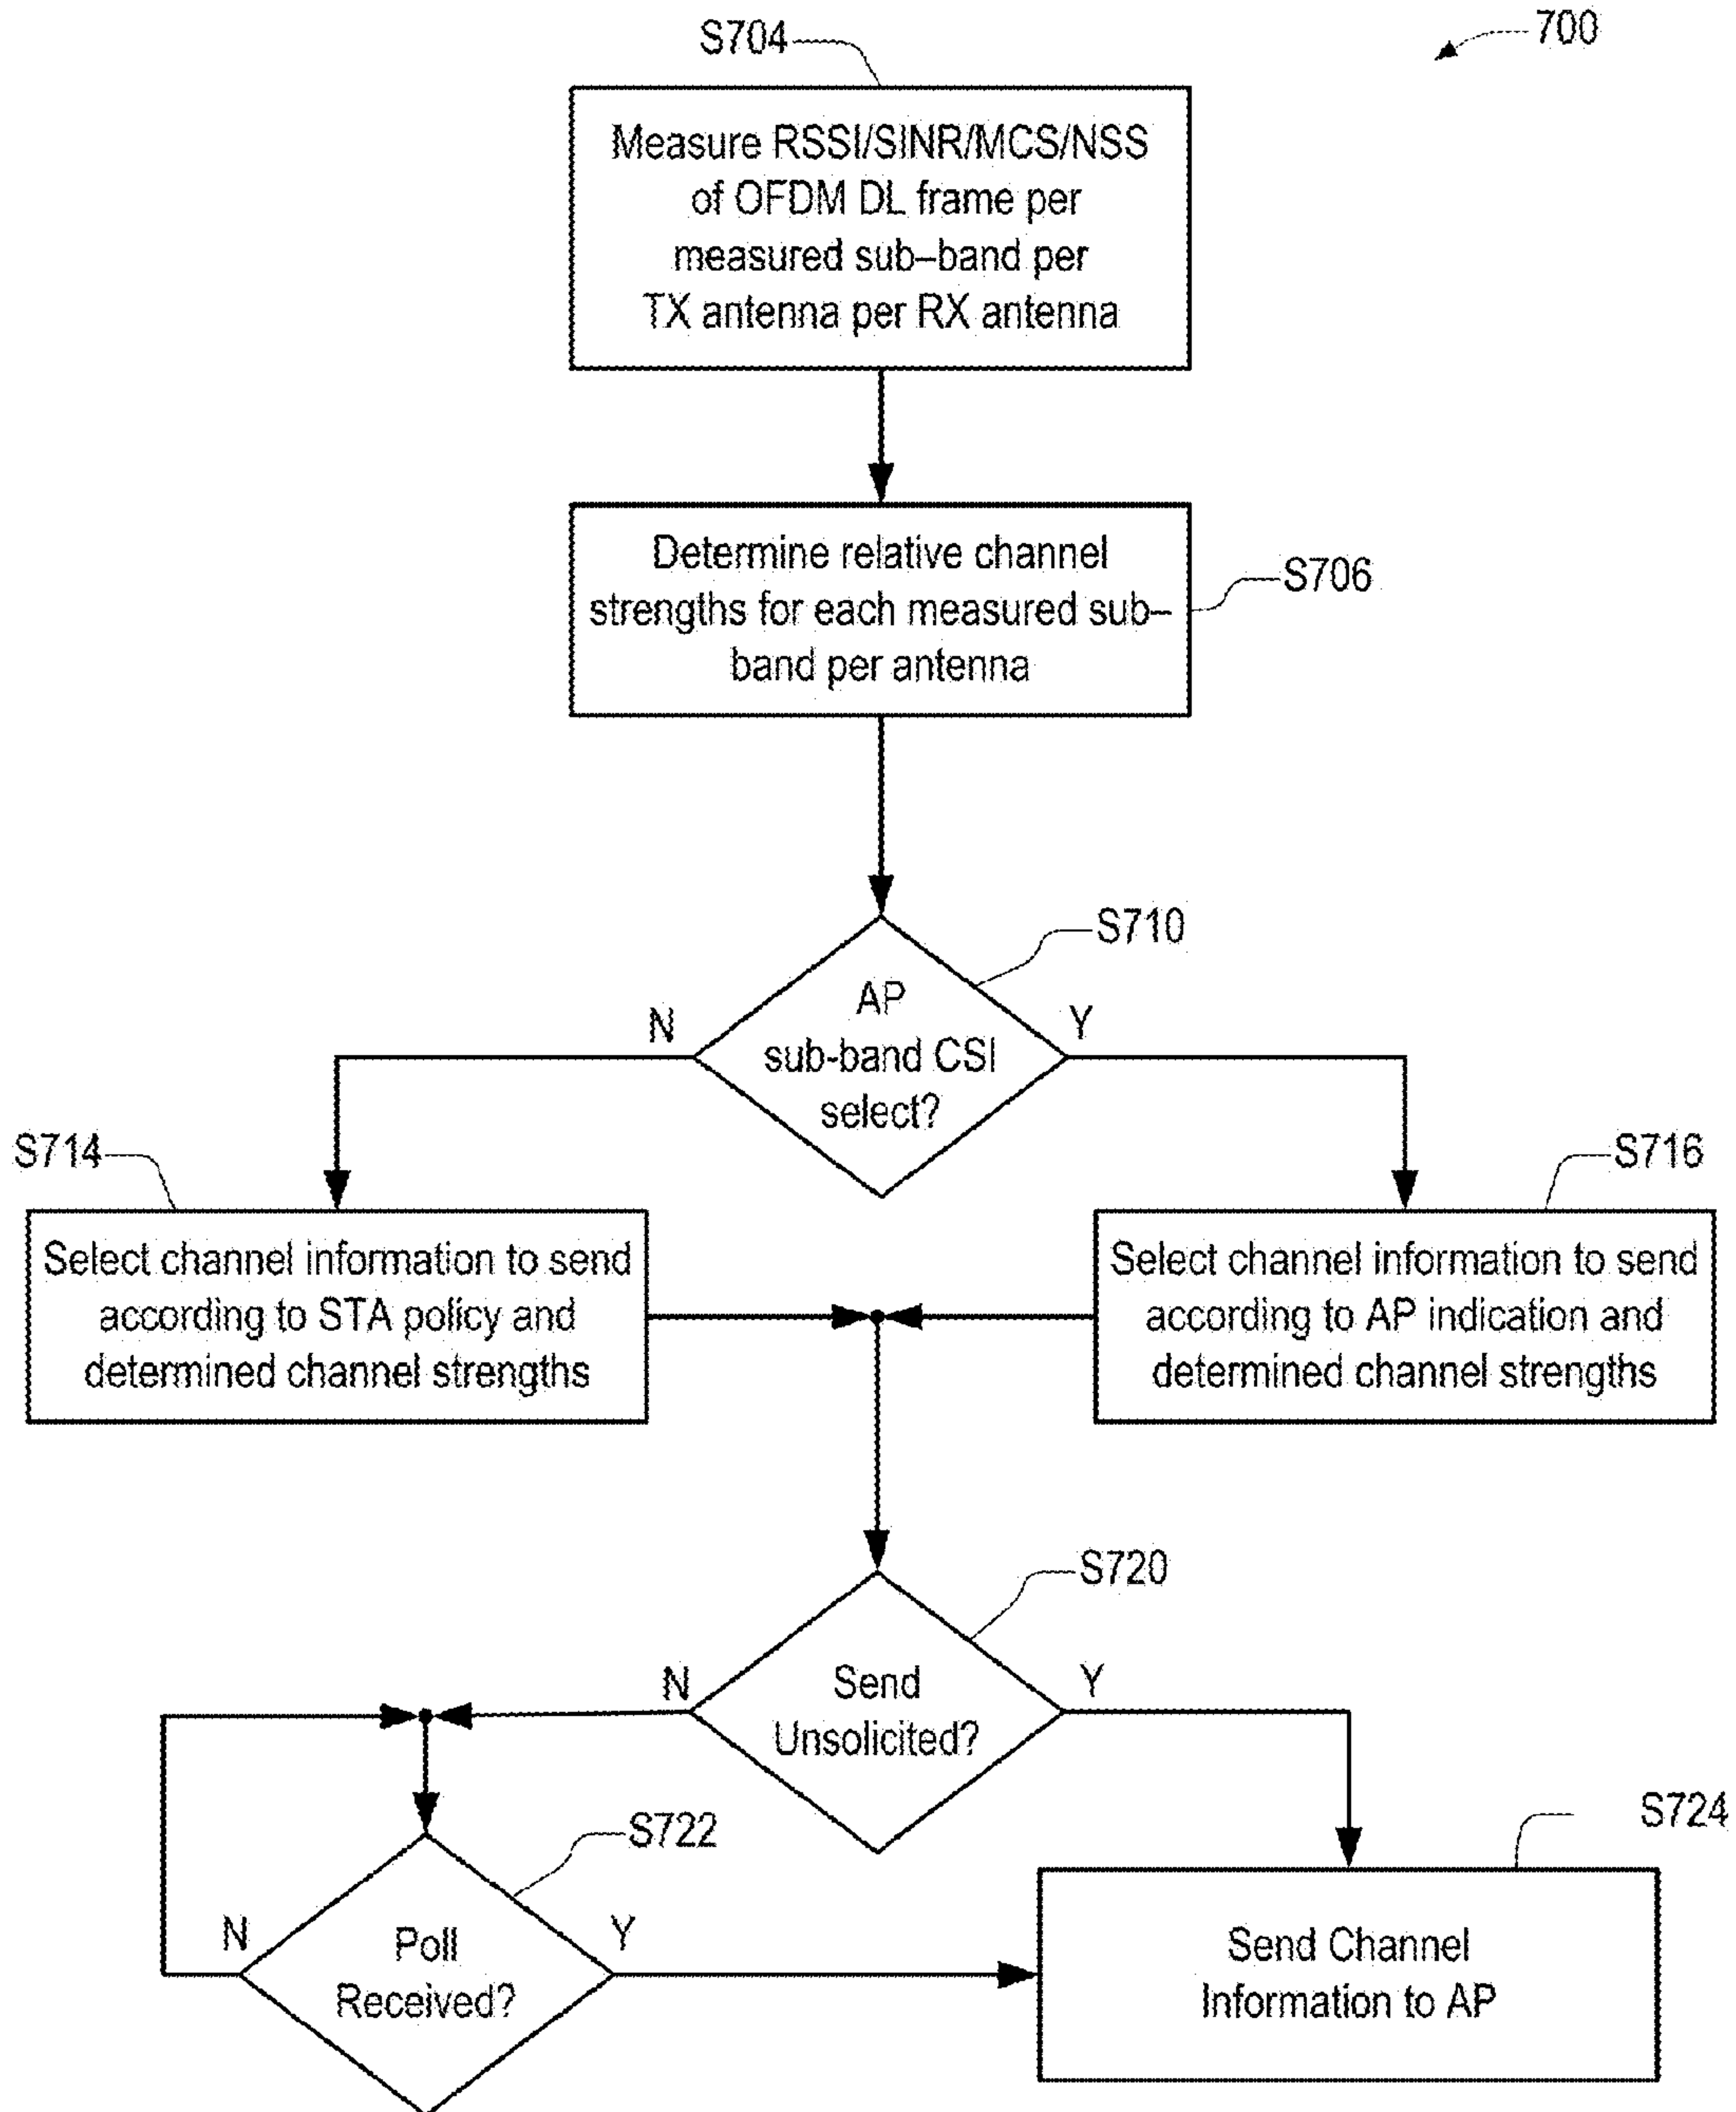 700
S704
Measure RSSI/SINR/MCS/NSS
of OFDM DL frame per
measured sub–band per
TX antenna per RX antenna
Determine relative channel
strengths for each measured sub–
band per antenna
S706
S710
AP
sub-band CSI
select?
N
Y
S714
Select channel information to send
according to STA policy and
determined channel strengths
S716
Select channel information to send
according to AP indication and
determined channel strengths
S720
Send
Unsolicited?
N
Y
S722
Poll
Received?
N
Y
S724
Send Channel
Information to AP